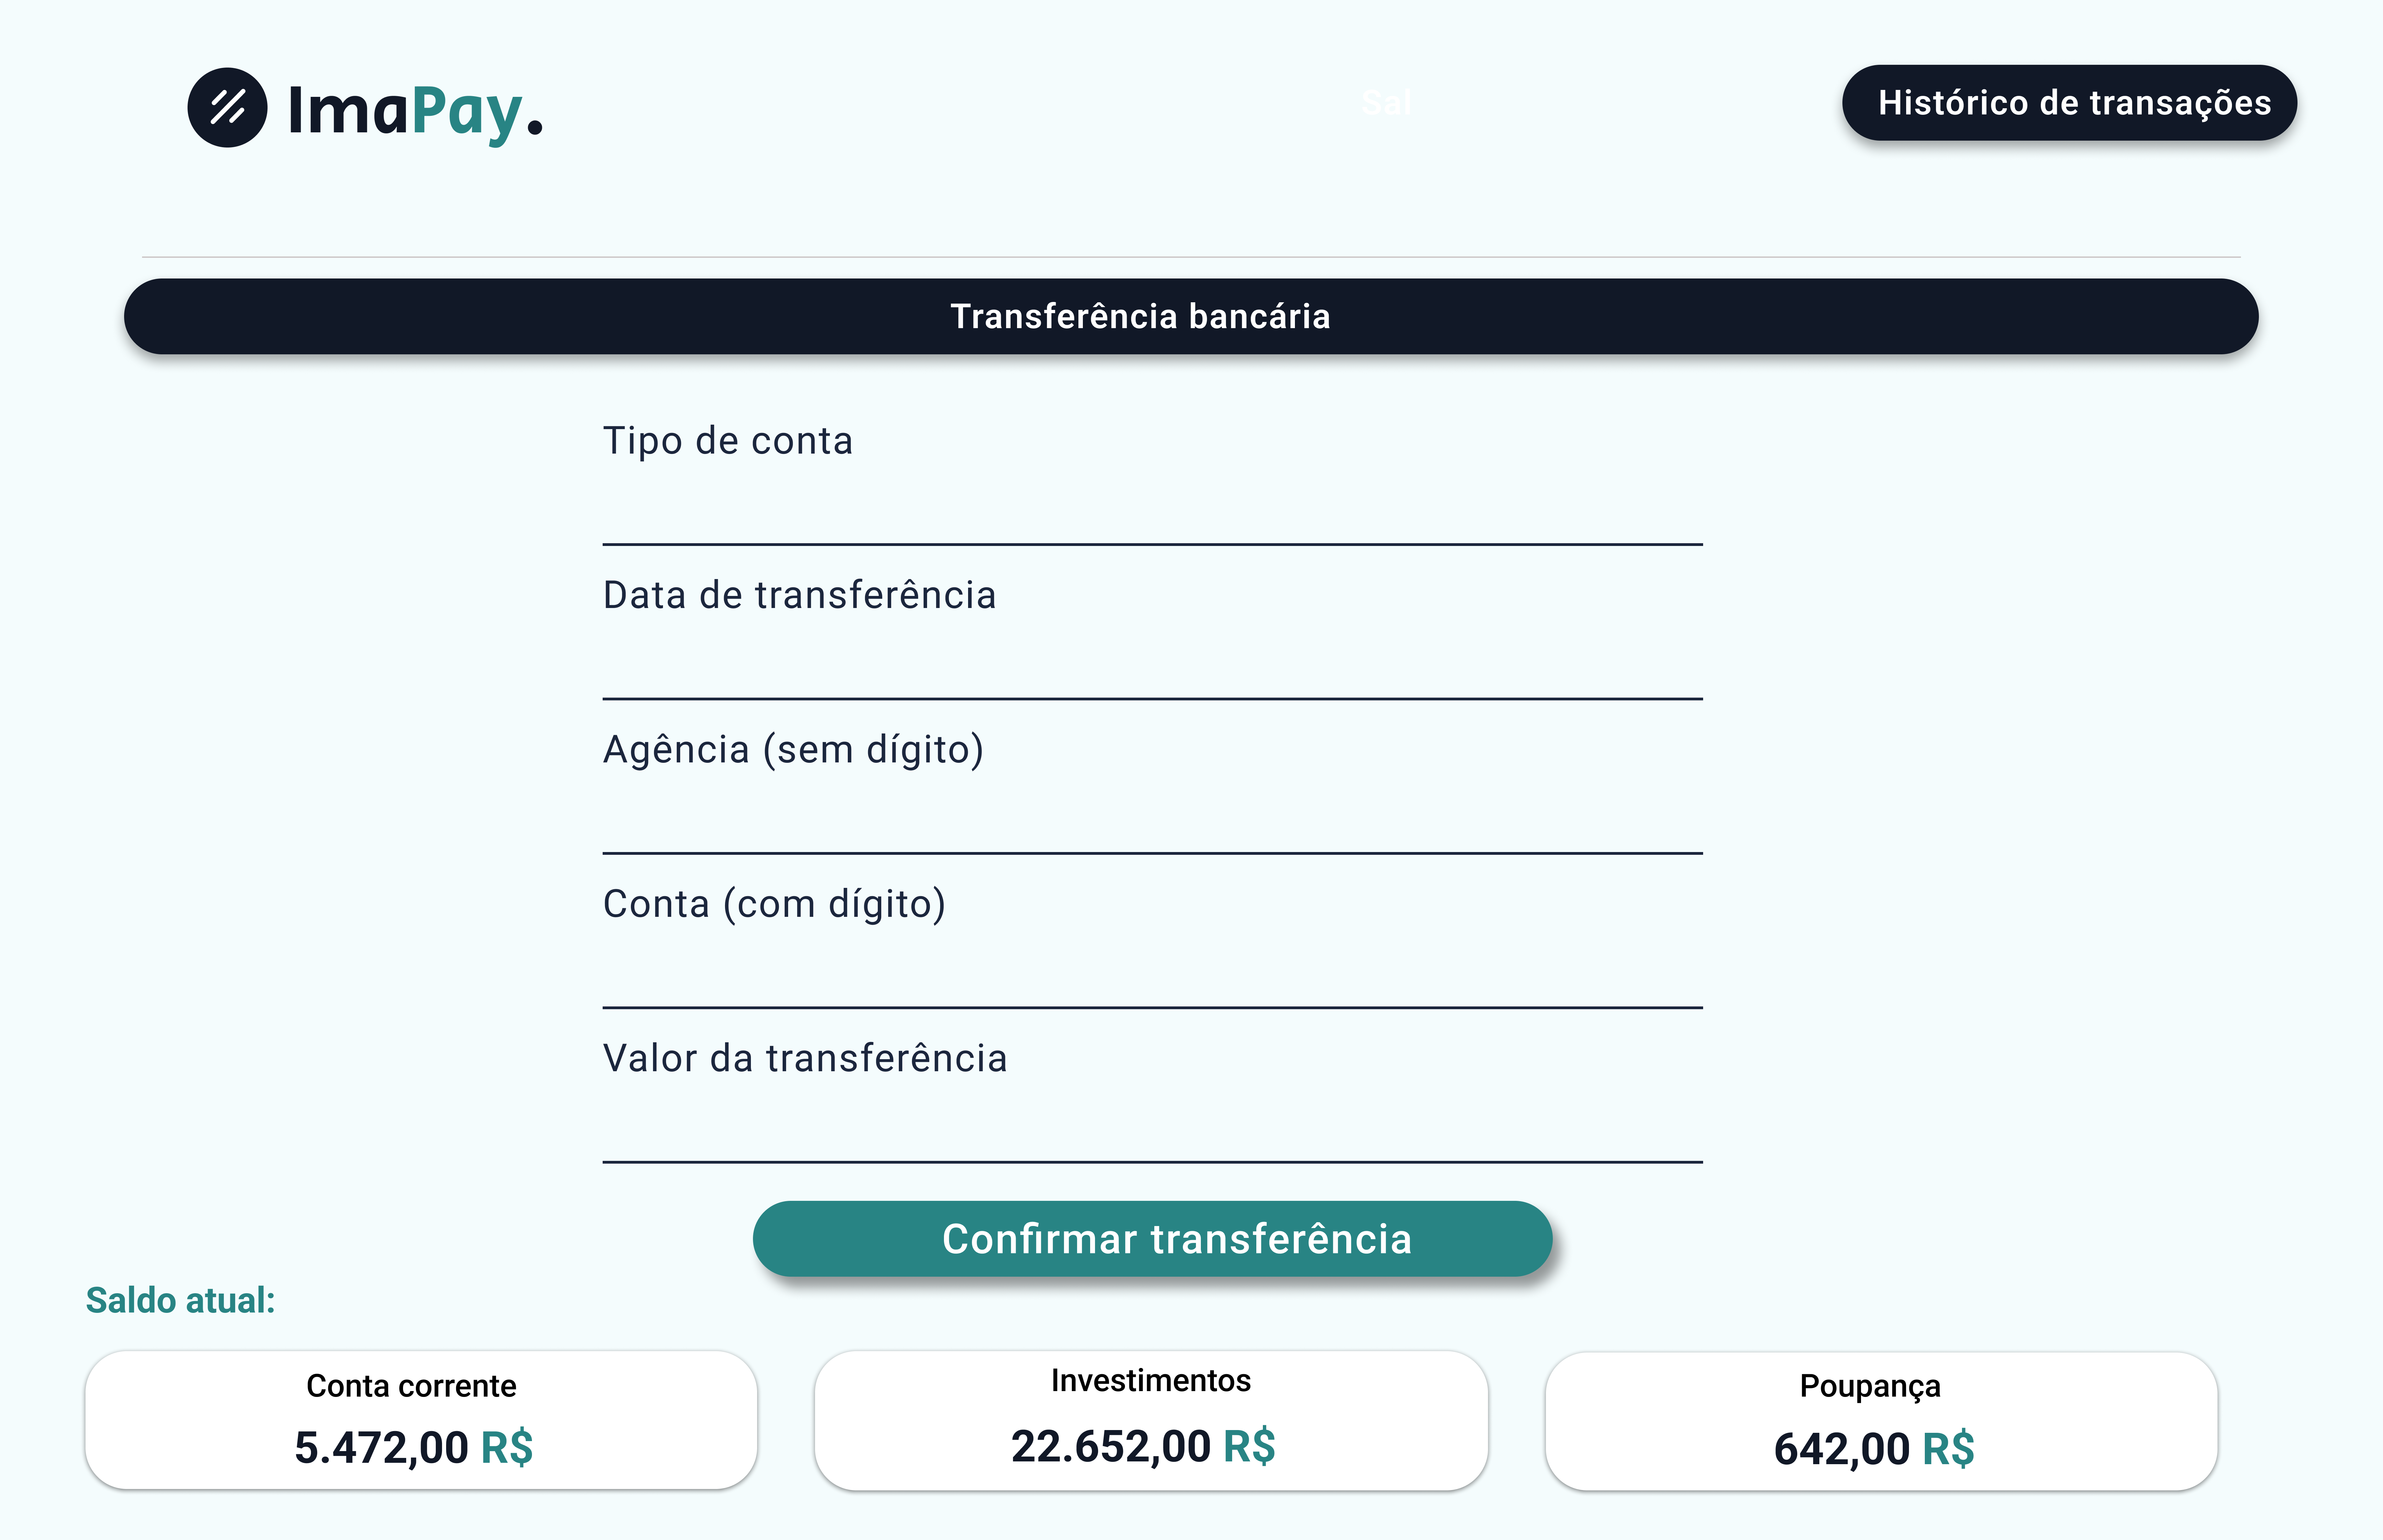 ImaPay.
Sal
Histórico de transações
Transferência bancária
Tipo de conta
Data de transferência
Agência (sem dígito)
Conta (com dígito)
Valor da transferência
Confirmar transferência
Saldo atual:
Conta corrente
5.472,00 R$
Investimentos
22.652,00 R$
Poupança
642,00 R$